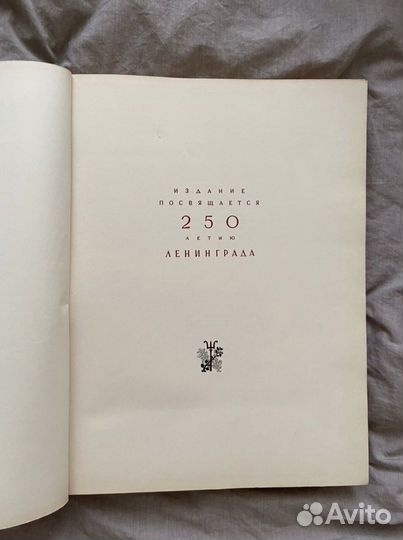 ИЗДАНИЕ
ПОСВЯЩАЕТСЯ
250
ЛЕТИЮ
ЛЕНИНГРАДА
Avito